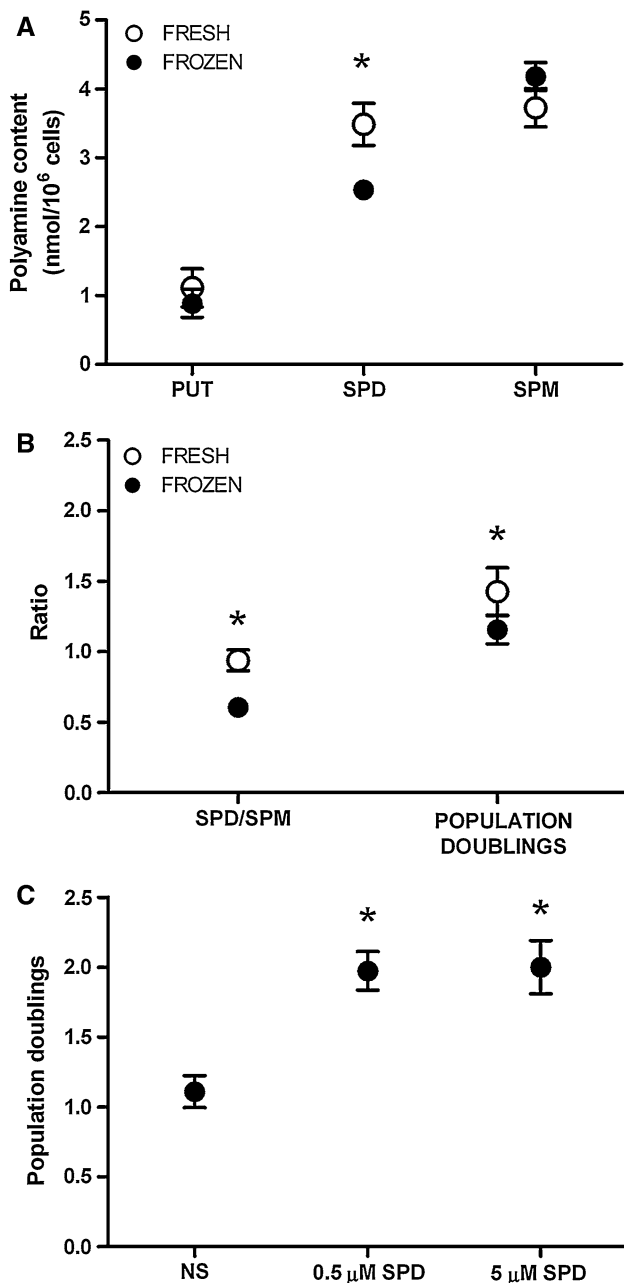 A
Polyamine content
(nmol/10⁶ cells)
FRESH
FROZEN
*
5
4
3
2
1
0
PUT SPD SPM
B
Ratio
FRESH
FROZEN
* *
2.5
2.0
1.5
1.0
0.5
0.0
SPD/SPM POPULATION
DOUBLINGS
C
Population doublings
* *
2.5
2.0
1.5
1.0
0.5
0.0
NS 0.5 µM SPD 5 µM SPD